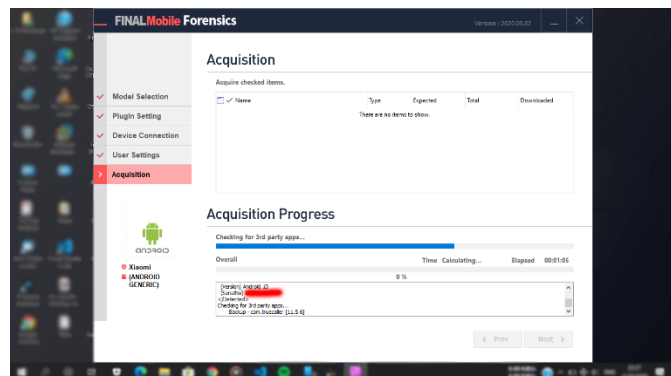 FINALMobile Forensics
Version : 2020.03.02
Acquisition
Acquire checked items.
Name Type Expected Total Downloaded
There are no items to show.
Model Selection
Plugin Setting
Device Connection
User Settings
Acquisition
Acquisition Progress
Checking for 3rd party apps...
Overall Time Calculating... Elapsed 00:01:05
0 %
ANDROID
Xiaomi
(ANDROID
GENERIC)
[Version] Android 10
[SerialNo]
</Detected>
Checking for 3rd party apps...
Backup - com.truecaller [11.5.6]
< Prev
Next >